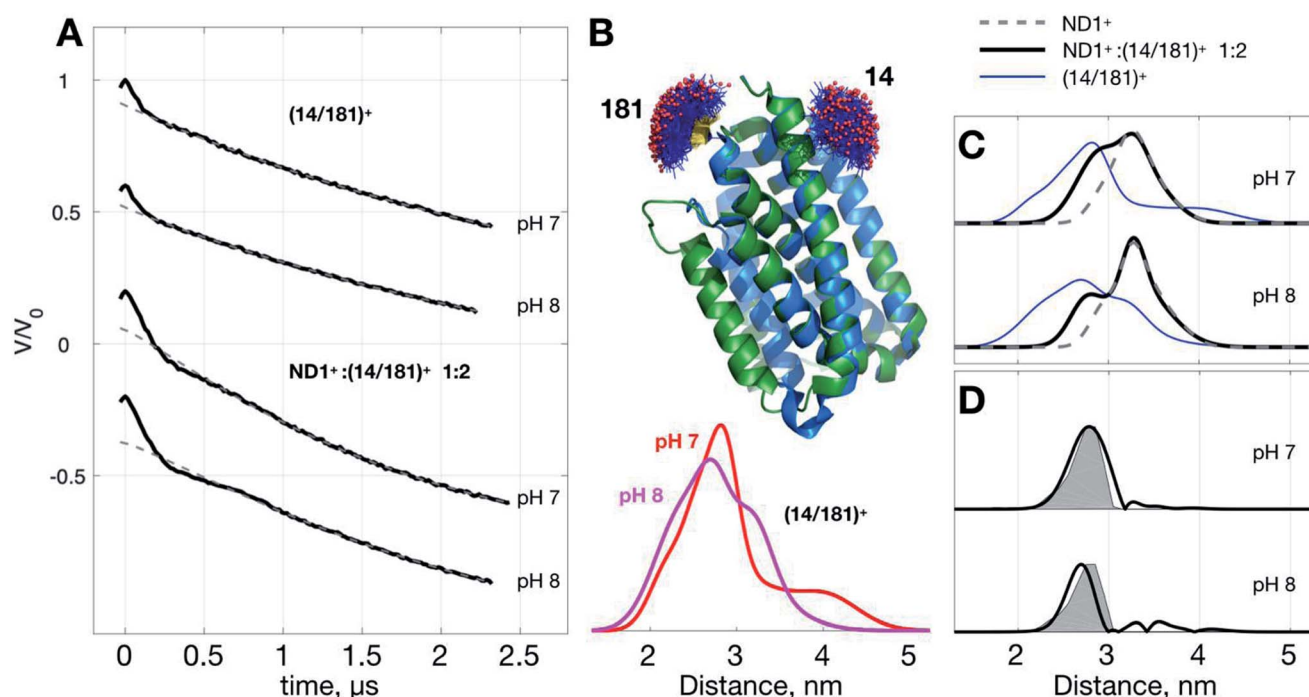 A
(14/181)⁺
pH 7
pH 8
ND1⁺:(14/181)⁺ 1:2
pH 7
pH 8
1
0.5
0
-0.5
V/V₀
0 0.5 1 1.5 2 2.5
time, μs
B
181
14
pH 7
pH 8
(14/181)⁺
2 3 4 5
Distance, nm
ND1⁺
ND1⁺:(14/181)⁺ 1:2
(14/181)⁺
C
pH 7
pH 8
D
pH 7
pH 8
2 3 4 5
Distance, nm